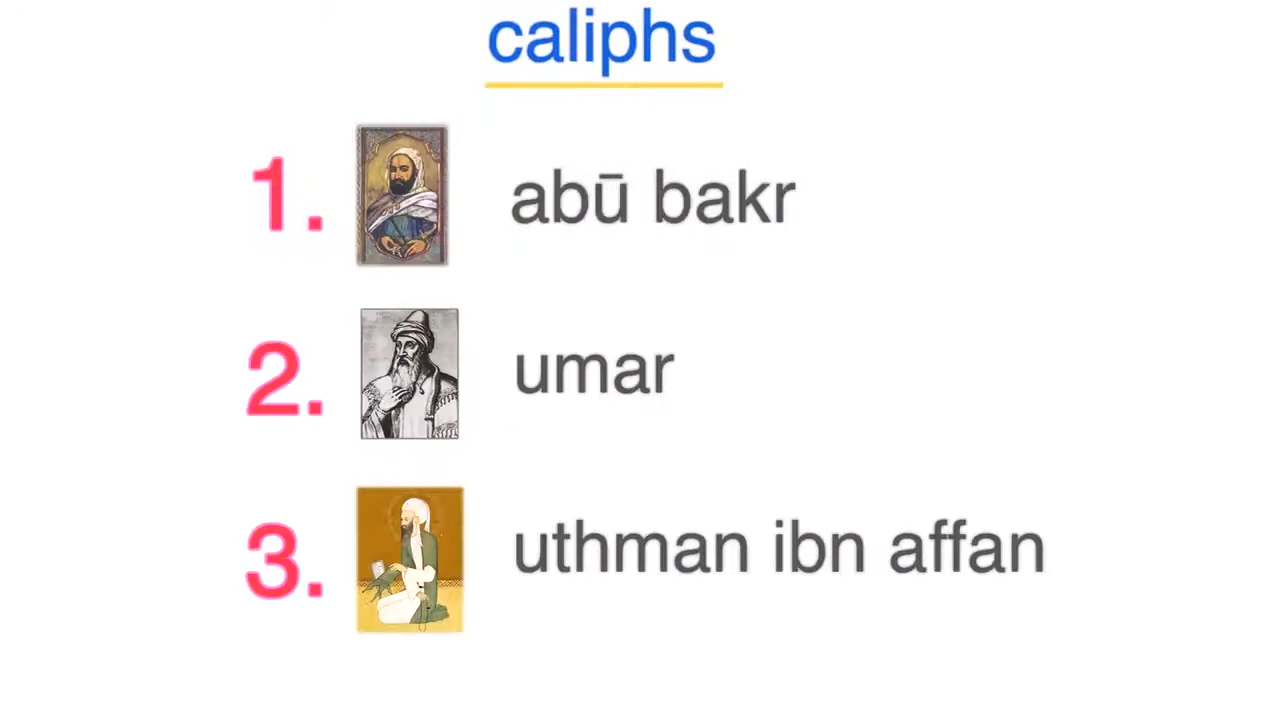 caliphs
1. abū bakr
2. umar
3. uthman ibn affan